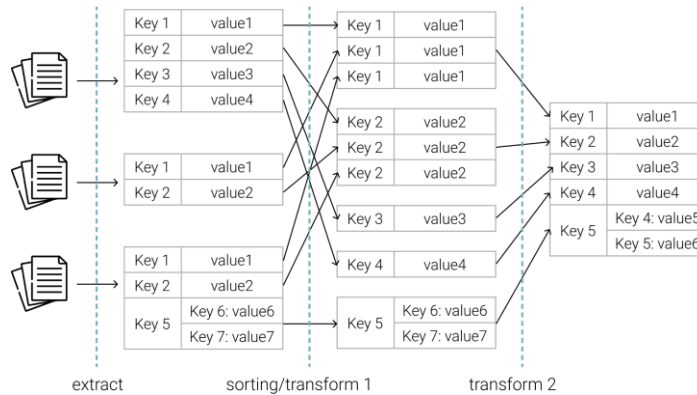 Key 1 value1
Key 2 value2
Key 3 value3
Key 4 value4
Key 1 value1
Key 2 value2
Key 1 value1
Key 2 value2
Key 5 Key 6: value6
Key 7: value7
Key 1 value1
Key 1 value1
Key 1 value1
Key 2 value2
Key 2 value2
Key 2 value2
Key 3 value3
Key 4 value4
Key 5 Key 6: value6
Key 7: value7
Key 1 value1
Key 2 value2
Key 3 value3
Key 4 value4
Key 5 Key 4: value5
Key 5: value6
extract sorting/transform 1 transform 2